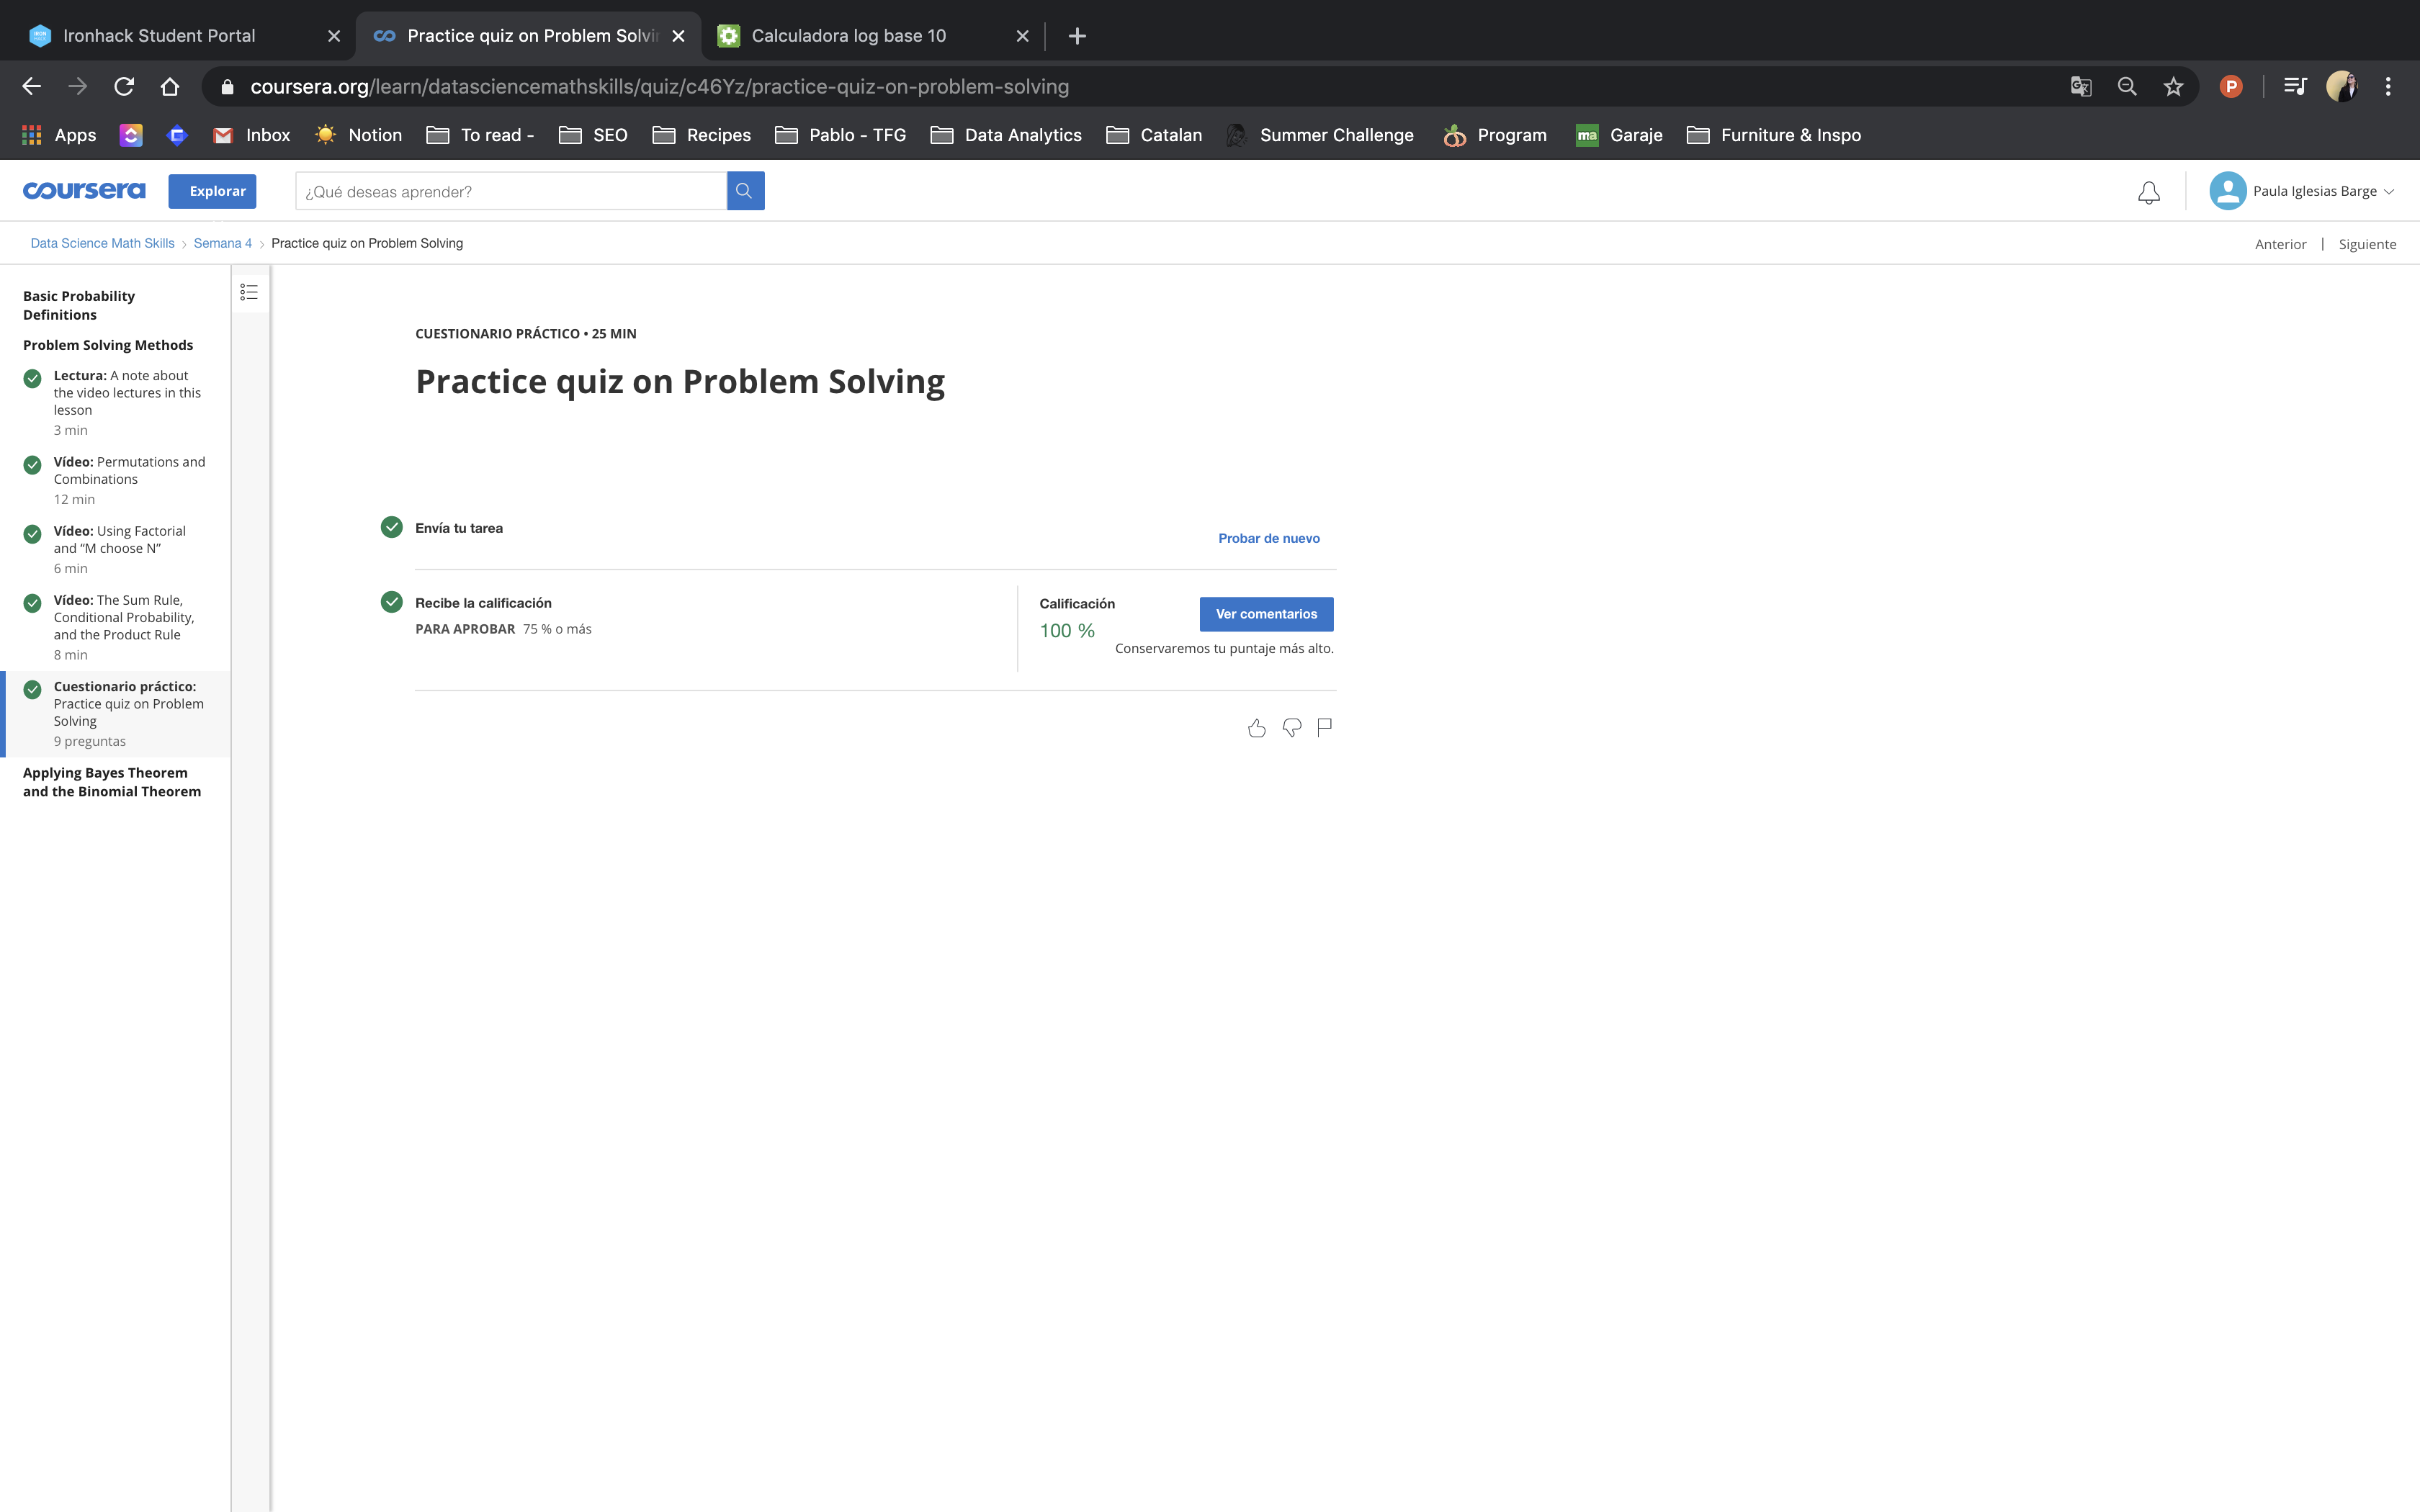 Ironhack Student Portal
Practice quiz on Problem Solvi
Calculadora log base 10
coursera.org/learn/datasciencemathskills/quiz/c46Yz/practice-quiz-on-problem-solving
P
Apps
Inbox
Notion
To read -
SEO
Recipes
Pablo - TFG
Data Analytics
Catalan
Summer Challenge
Program
ma
Garaje
Furniture & Inspo
coursera
Explorar
¿Qué deseas aprender?
Paula Iglesias Barge
Data Science Math Skills
Semana 4
Practice quiz on Problem Solving
Anterior | Siguiente
Basic Probability
Definitions
Problem Solving Methods
Lectura: A note about
the video lectures in this
lesson
3 min
Vídeo: Permutations and
Combinations
12 min
Vídeo: Using Factorial
and “M choose N”
6 min
Vídeo: The Sum Rule,
Conditional Probability,
and the Product Rule
8 min
Cuestionario práctico:
Practice quiz on Problem
Solving
9 preguntas
Applying Bayes Theorem
and the Binomial Theorem
CUESTIONARIO PRÁCTICO • 25 MIN
Practice quiz on Problem Solving
Envía tu tarea
Probar de nuevo
Recibe la calificación
PARA APROBAR 75 % o más
Calificación
100 %
Ver comentarios
Conservaremos tu puntaje más alto.